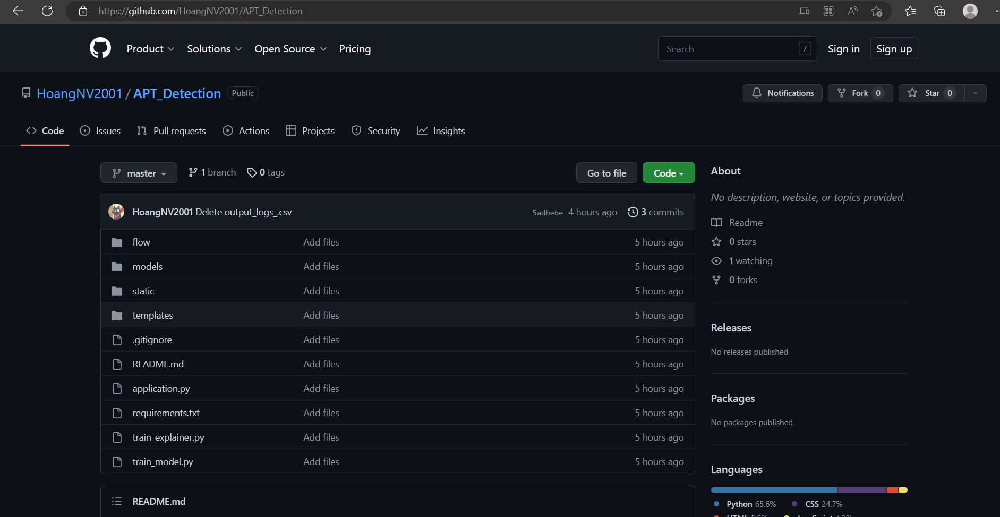 https://github.com/HoangNV2001/APT_Detection
Product Solutions Open Source Pricing Search / Sign in Sign up
HoangNV2001 / APT_Detection Public Notifications Fork 0 Star 0
Code Issues Pull requests Actions Projects Security Insights
master 1 branch 0 tags Go to file Code
HoangNV2001 Delete output_logs_.csv 5adbebe 4 hours ago 3 commits
flow Add files 5 hours ago
models Add files 5 hours ago
static Add files 5 hours ago
templates Add files 5 hours ago
.gitignore Add files 5 hours ago
README.md Add files 5 hours ago
application.py Add files 5 hours ago
requirements.txt Add files 5 hours ago
train_explainer.py Add files 5 hours ago
train_model.py Add files 5 hours ago
README.md
About
No description, website, or topics provided.
Readme
0 stars
1 watching
0 forks
Releases
No releases published
Packages
No packages published
Languages
Python 65.6% CSS 24.7%